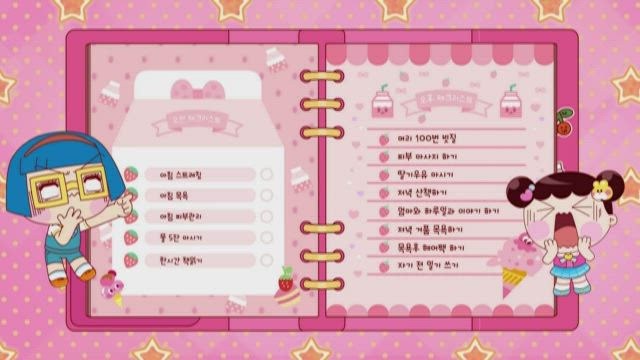 오전 체크리스트
아침 스트레칭
아침 목욕
아침 피부관리
물 5잔 마시기
한시간 책읽기
오후 체크리스트
머리 100번 빗질
피부 마사지 하기
딸기우유 마시기
저녁 산책하기
엄마와 하루일과 이야기 하기
저녁 거품 목욕하기
목욕후 헤어팩 하기
자기 전 일기 쓰기